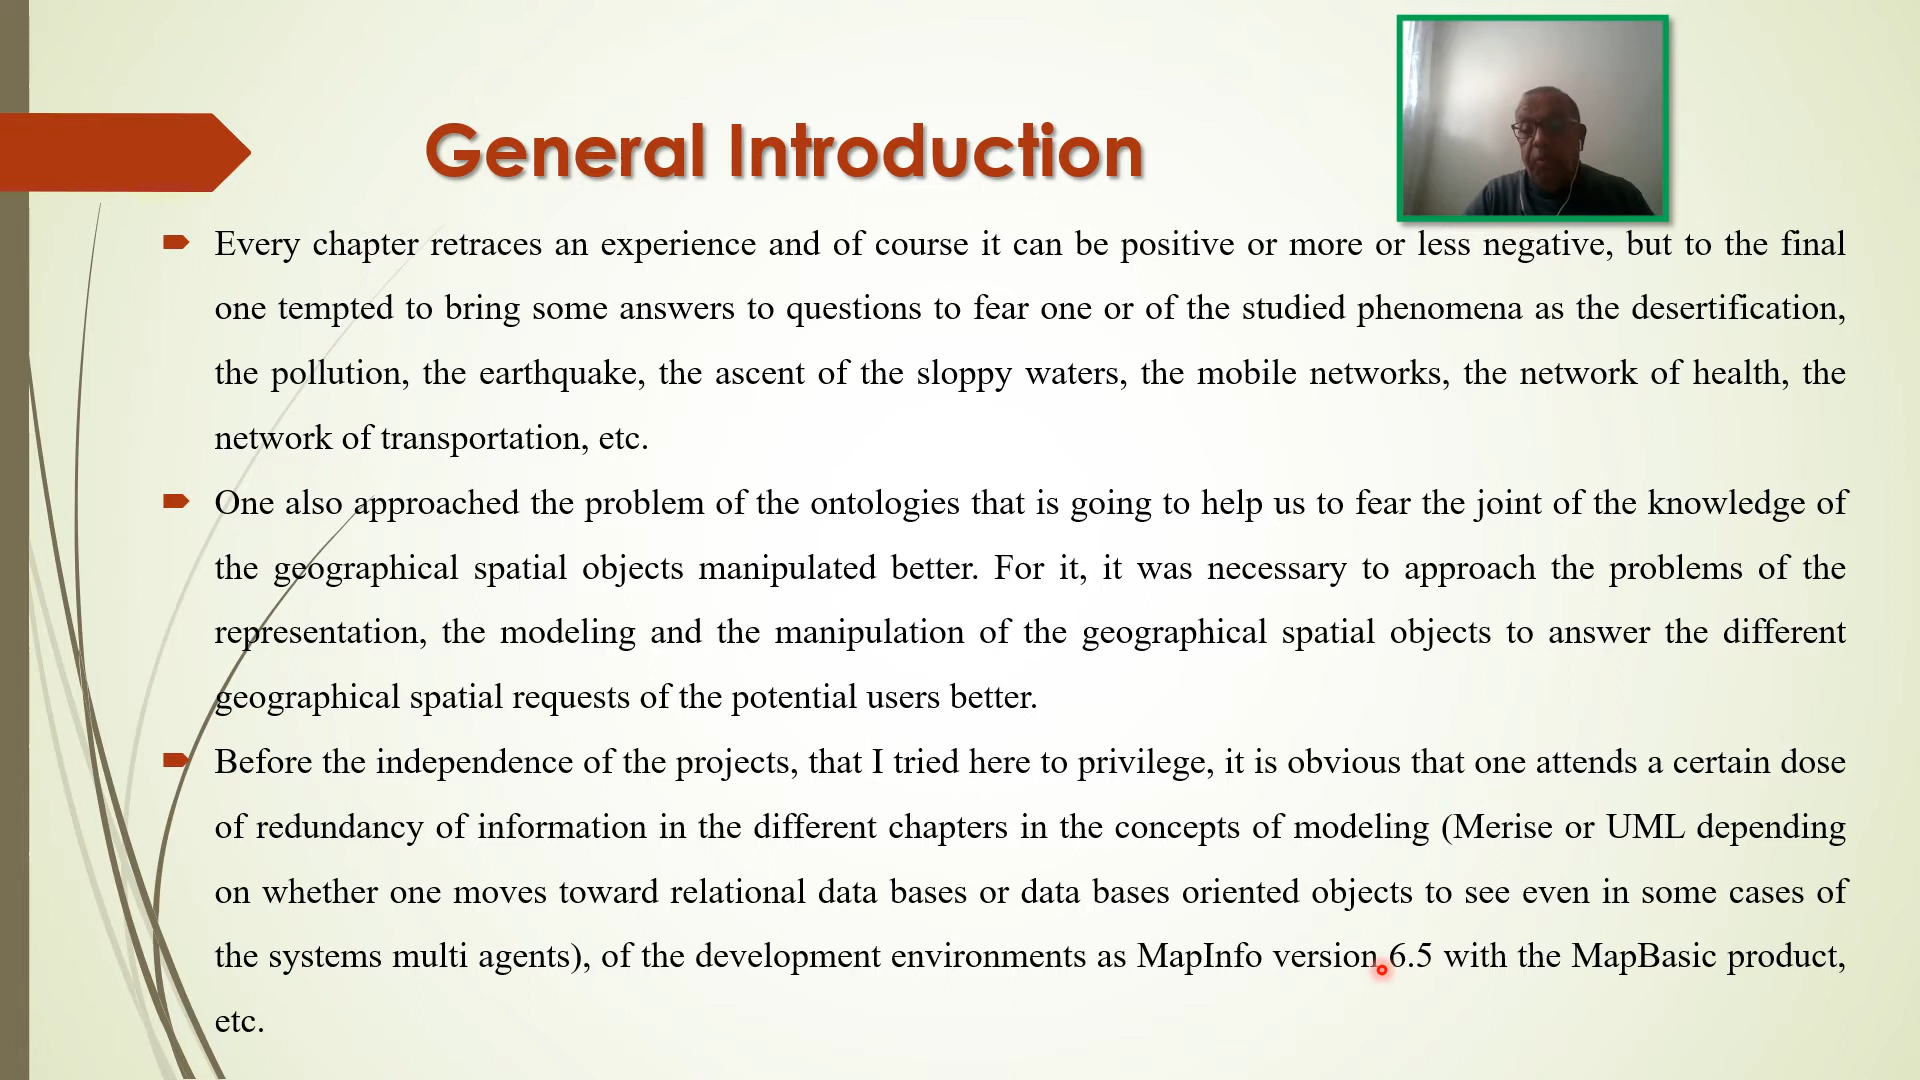 General Introduction
Every chapter retraces an experience and of course it can be positive or more or less negative, but to the final
one tempted to bring some answers to questions to fear one or of the studied phenomena as the desertification,
the pollution, the earthquake, the ascent of the sloppy waters, the mobile networks, the network of health, the
network of transportation, etc.
One also approached the problem of the ontologies that is going to help us to fear the joint of the knowledge of
the geographical spatial objects manipulated better. For it, it was necessary to approach the problems of the
representation, the modeling and the manipulation of the geographical spatial objects to answer the different
geographical spatial requests of the potential users better.
Before the independence of the projects, that I tried here to privilege, it is obvious that one attends a certain dose
of redundancy of information in the different chapters in the concepts of modeling (Merise or UML depending
on whether one moves toward relational data bases or data bases oriented objects to see even in some cases of
the systems multi agents), of the development environments as MapInfo version 6.5 with the MapBasic product,
etc.